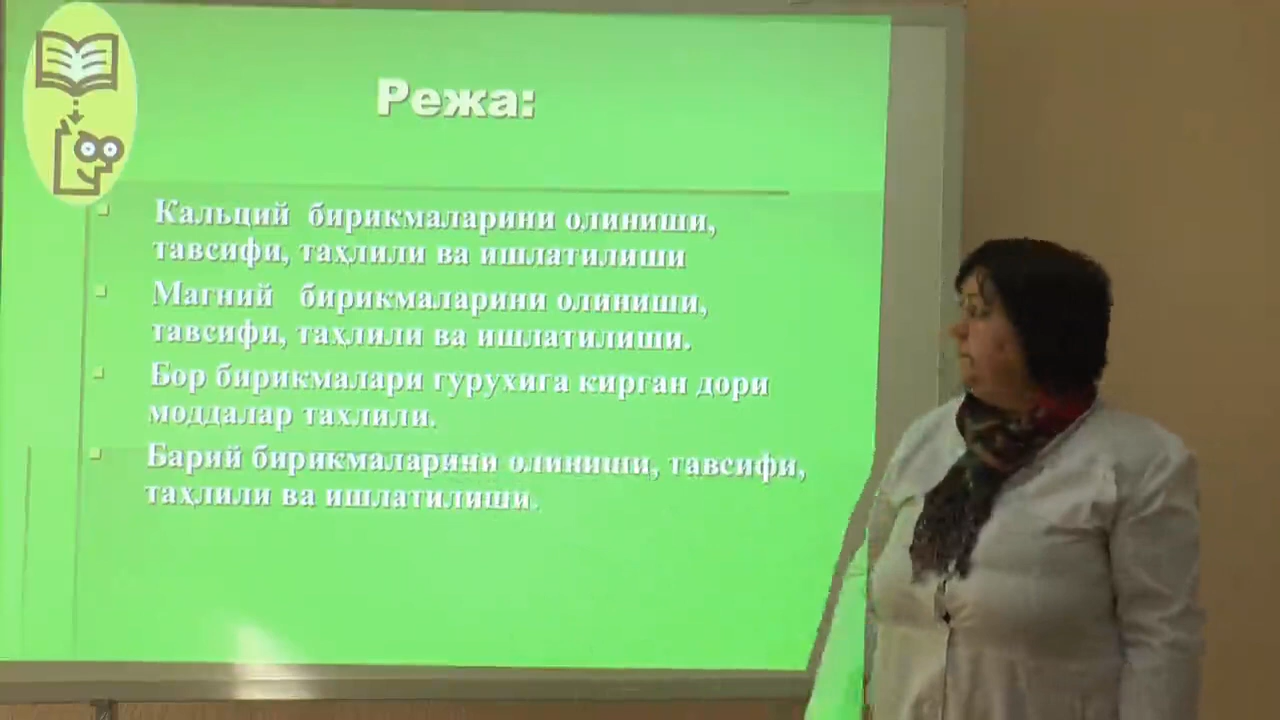 Режа:
Кальций бирикмаларини олиниши,
тавсифи, таҳлили ва ишлатилиши
Магний бирикмаларини олиниши,
тавсифи, таҳлили ва ишлатилиши.
Бор бирикмалари гурухига кирган дори
моддалар тахлили.
Барий бирикмаларини олиниши, тавсифи,
таҳлили ва ишлатилиши.